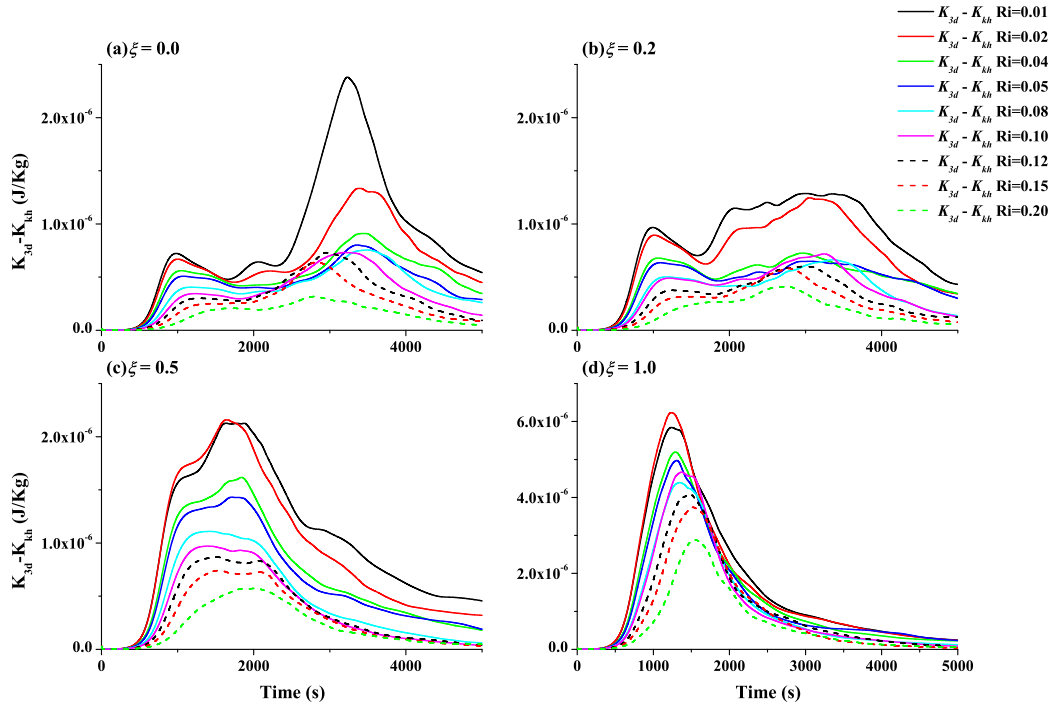 (a) ξ = 0.0
(b) ξ = 0.2
K3d - Kkh Ri=0.01
K3d - Kkh Ri=0.02
K3d - Kkh Ri=0.04
K3d - Kkh Ri=0.05
K3d - Kkh Ri=0.08
K3d - Kkh Ri=0.10
K3d - Kkh Ri=0.12
K3d - Kkh Ri=0.15
K3d - Kkh Ri=0.20
K3d-Kkh (J/Kg)
2.0x10-6
1.0x10-6
0.0
0
2000
4000
2.0x10-6
1.0x10-6
0.0
0
1000
2000
3000
4000
5000
(c) ξ = 0.5
(d) ξ = 1.0
K3d-Kkh (J/Kg)
2.0x10-6
1.0x10-6
0.0
0
2000
4000
Time (s)
6.0x10-6
4.0x10-6
2.0x10-6
0.0
0
1000
2000
3000
4000
5000
Time (s)